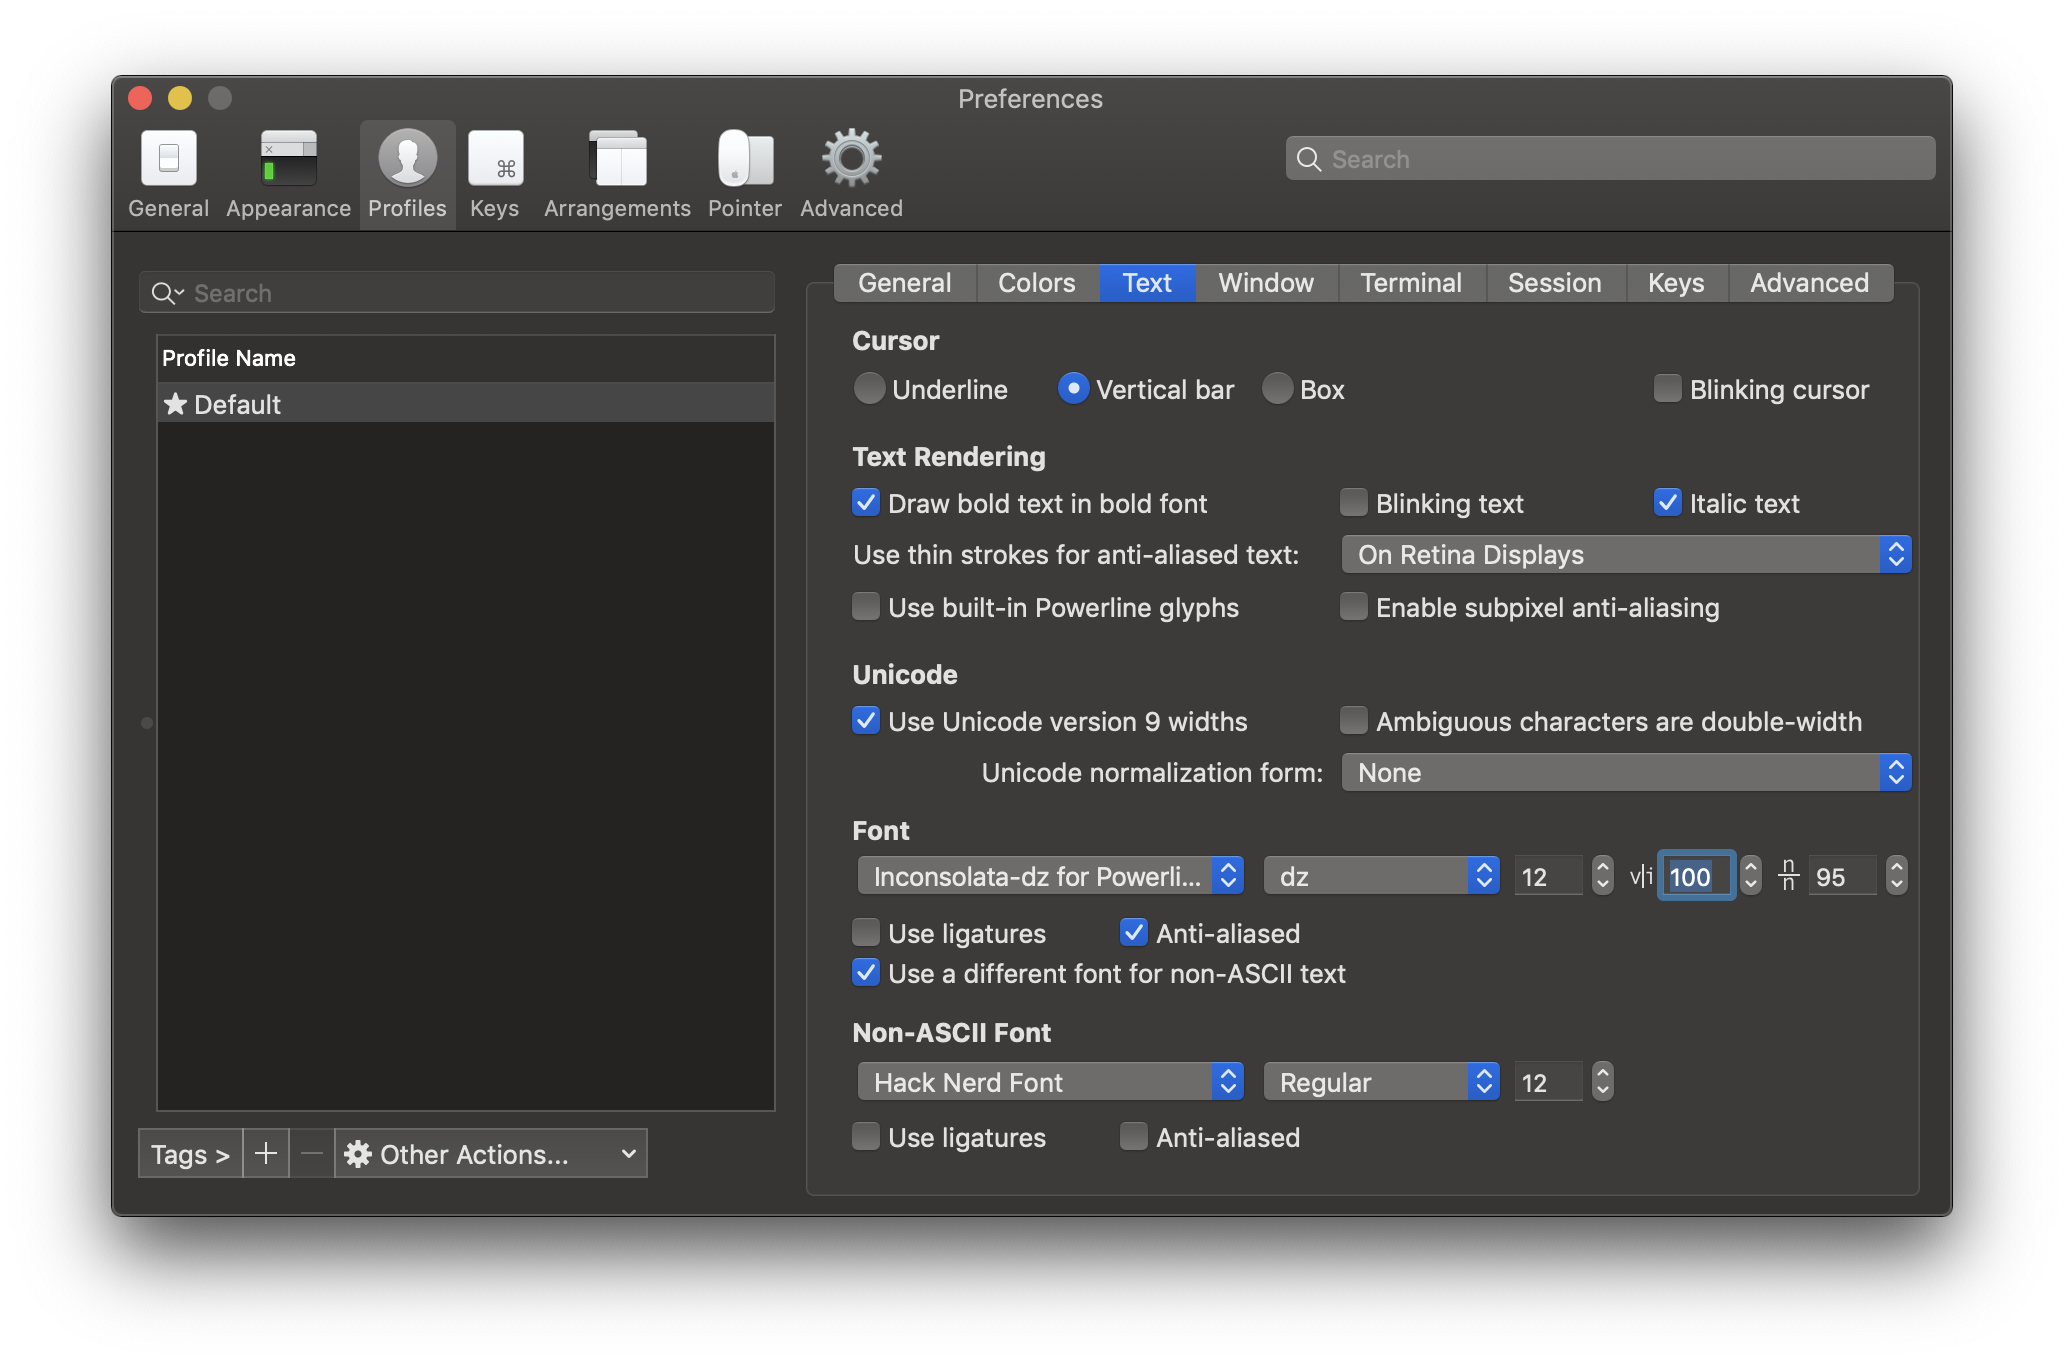 Preferences
General Appearance Profiles Keys Arrangements Pointer Advanced
Search
Search
Profile Name
Default
Tags > Other Actions...
General Colors Text Window Terminal Session Keys Advanced
Cursor
Underline Vertical bar Box Blinking cursor
Text Rendering
Draw bold text in bold font Blinking text Italic text
Use thin strokes for anti-aliased text: On Retina Displays
Use built-in Powerline glyphs Enable subpixel anti-aliasing
Unicode
Use Unicode version 9 widths Ambiguous characters are double-width
Unicode normalization form: None
Font
Inconsolata-dz for Powerli... dz 12 v|i 100 n/n 95
Use ligatures Anti-aliased
Use a different font for non-ASCII text
Non-ASCII Font
Hack Nerd Font Regular 12
Use ligatures Anti-aliased